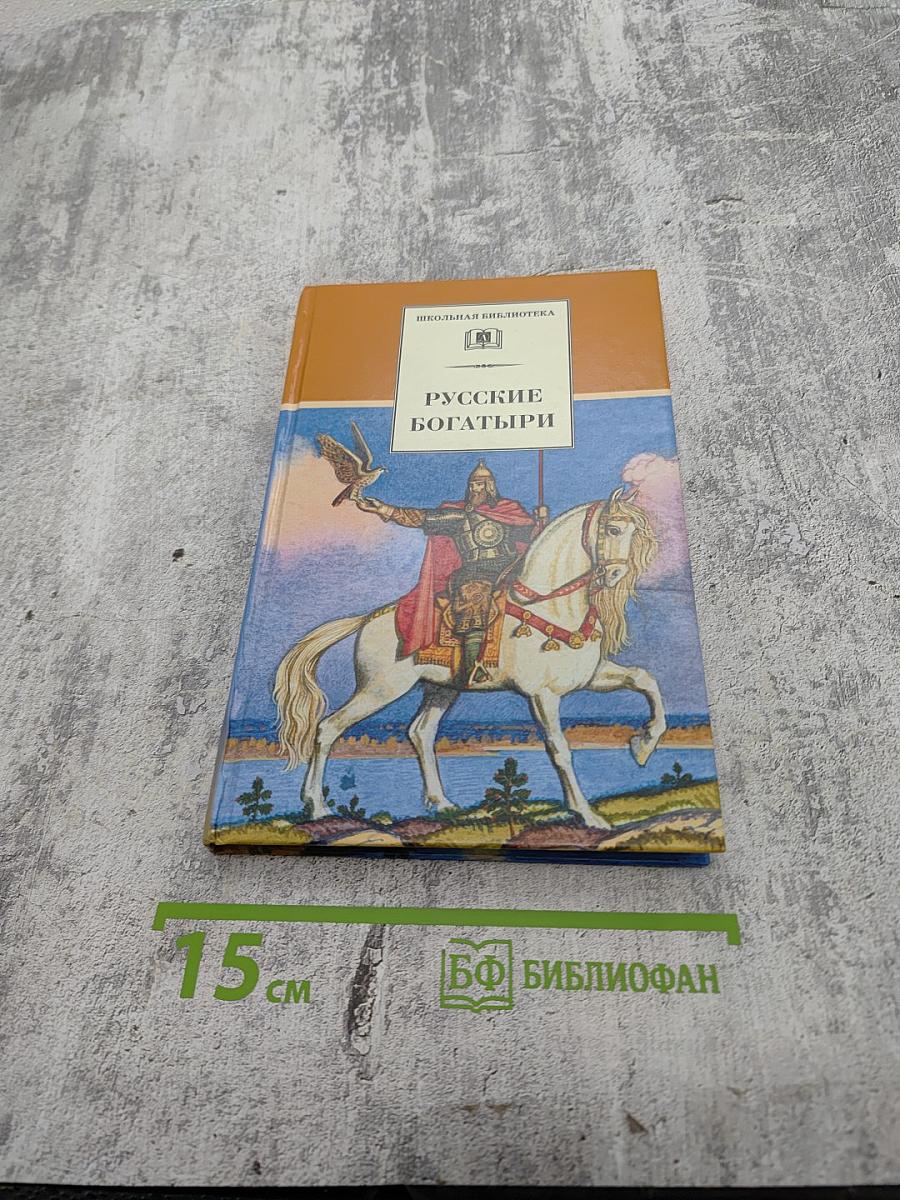 ШКОЛЬНАЯ БИБЛИОТЕКА
РУССКИЕ
БОГАТЫРИ
15 см
БФ БИБЛИОФАН